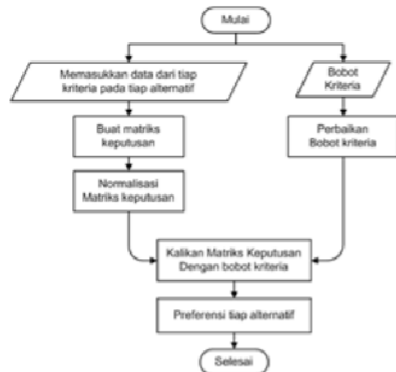 Mulai
Memasukkan data dari tiap
kriteria pada tiap alternatif
Bobot
Kriteria
Buat matriks
keputusan
Perbaikan
Bobot kriteria
Normalisasi
Matriks keputusan
Kalikan Matriks Keputusan
Dengan bobot kriteria
Preferensi tiap alternatif
Selesai